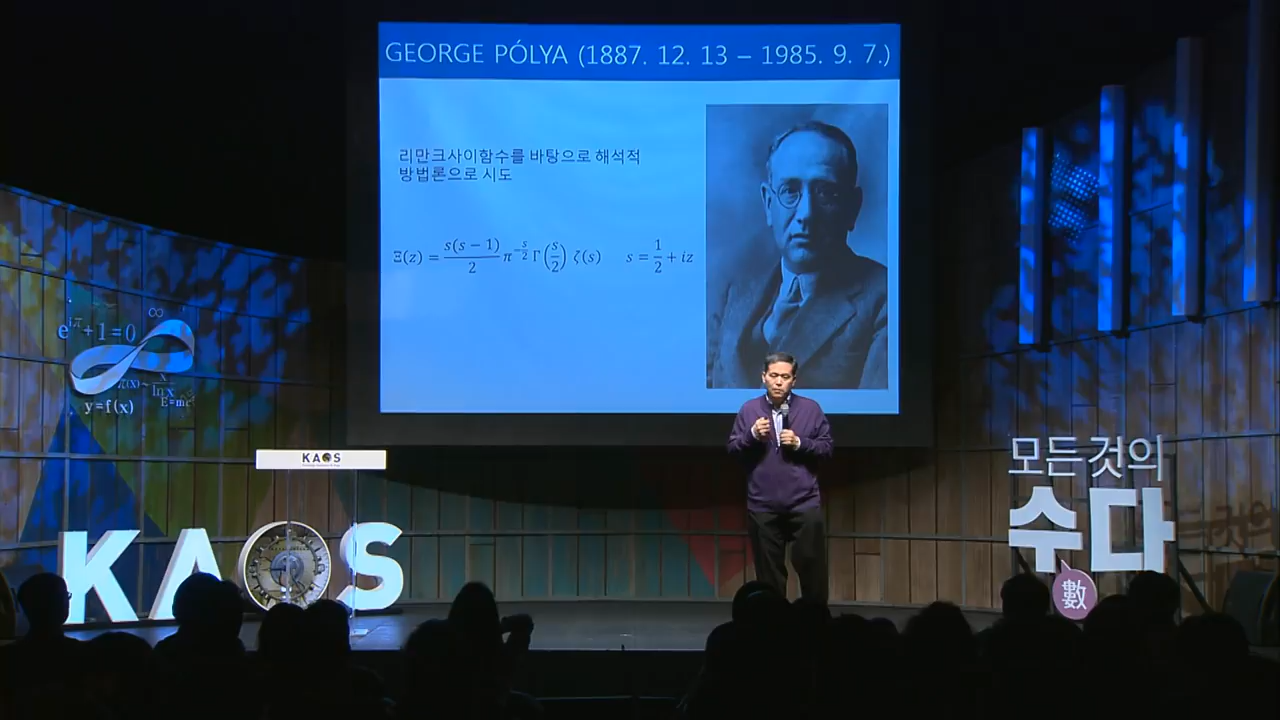 GEORGE PÓLYA (1887. 12. 13 – 1985. 9. 7.)
리만크사이함수를 바탕으로 해석적
방법론으로 시도
Ξ(z) = s(s − 1)/2 π^(−s/2) Γ(s/2) ζ(s)  s = 1/2 + iz
e^iπ + 1 = 0
∞
π(x) ~ x/ln x
E=mc²
y=f(x)
KAOS
KAOS
모든 것의
수다
數